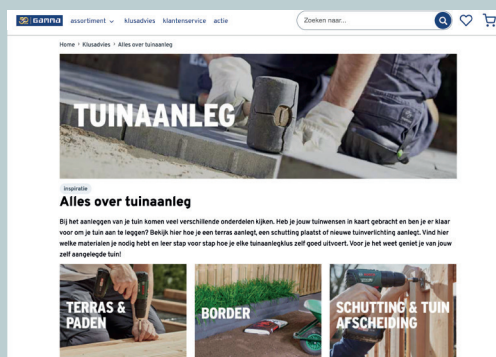 GAMMA assortiment klusadvies klantenservice actie Zoeken naar...
Home › Klusadvies › Alles over tuinaanleg
TUINAANLEG
inspiratie
Alles over tuinaanleg
Bij het aanleggen van je tuin komen veel verschillende onderdelen kijken. Heb je jouw tuinwensen in kaart gebracht en ben je er klaar
voor om je tuin aan te leggen? Bekijk hier hoe je een terras aanlegt, een schutting plaatst of nieuwe tuinverlichting aanlegt. Vind hier
welke materialen je nodig hebt en leer stap voor stap hoe je elke tuinaanlegklus zelf goed uitvoert. Voor je het weet geniet je van jouw
zelf aangelegde tuin!
TERRAS &
PADEN
BORDER
SCHUTTING & TUIN
AFSCHEIDING